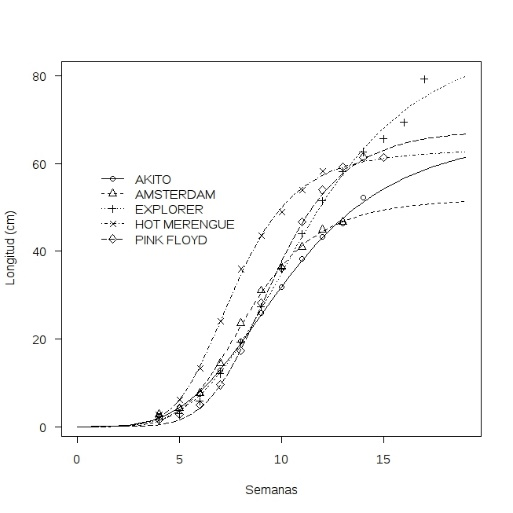 80
60
40
20
0
Longitud (cm)
AKITO
AMSTERDAM
EXPLORER
HOT MERENGUE
PINK FLOYD
0 5 10 15
Semanas